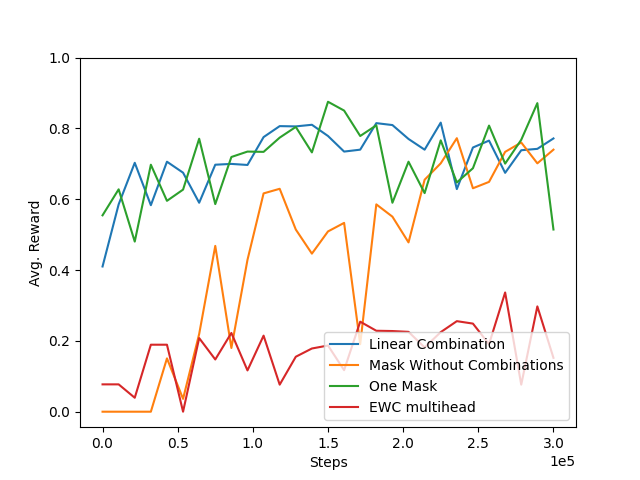 1.0
0.8
0.6
0.4
0.2
0.0
Avg. Reward
Linear Combination
Mask Without Combinations
One Mask
EWC multihead
0.0 0.5 1.0 1.5 2.0 2.5 3.0
Steps
1e5